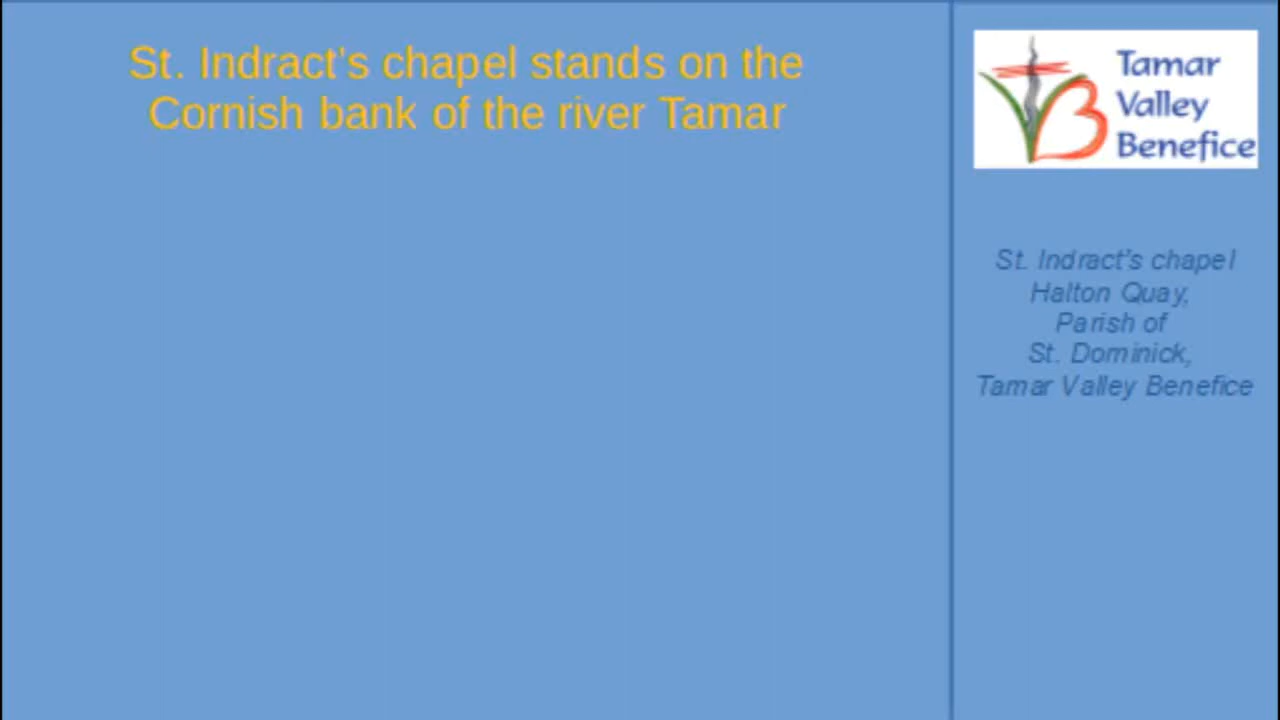 St. Indract's chapel stands on the
Cornish bank of the river Tamar
Tamar
Valley
Benefice
St. Indract's chapel
Halton Quay,
Parish of
St. Dominick,
Tamar Valley Benefice